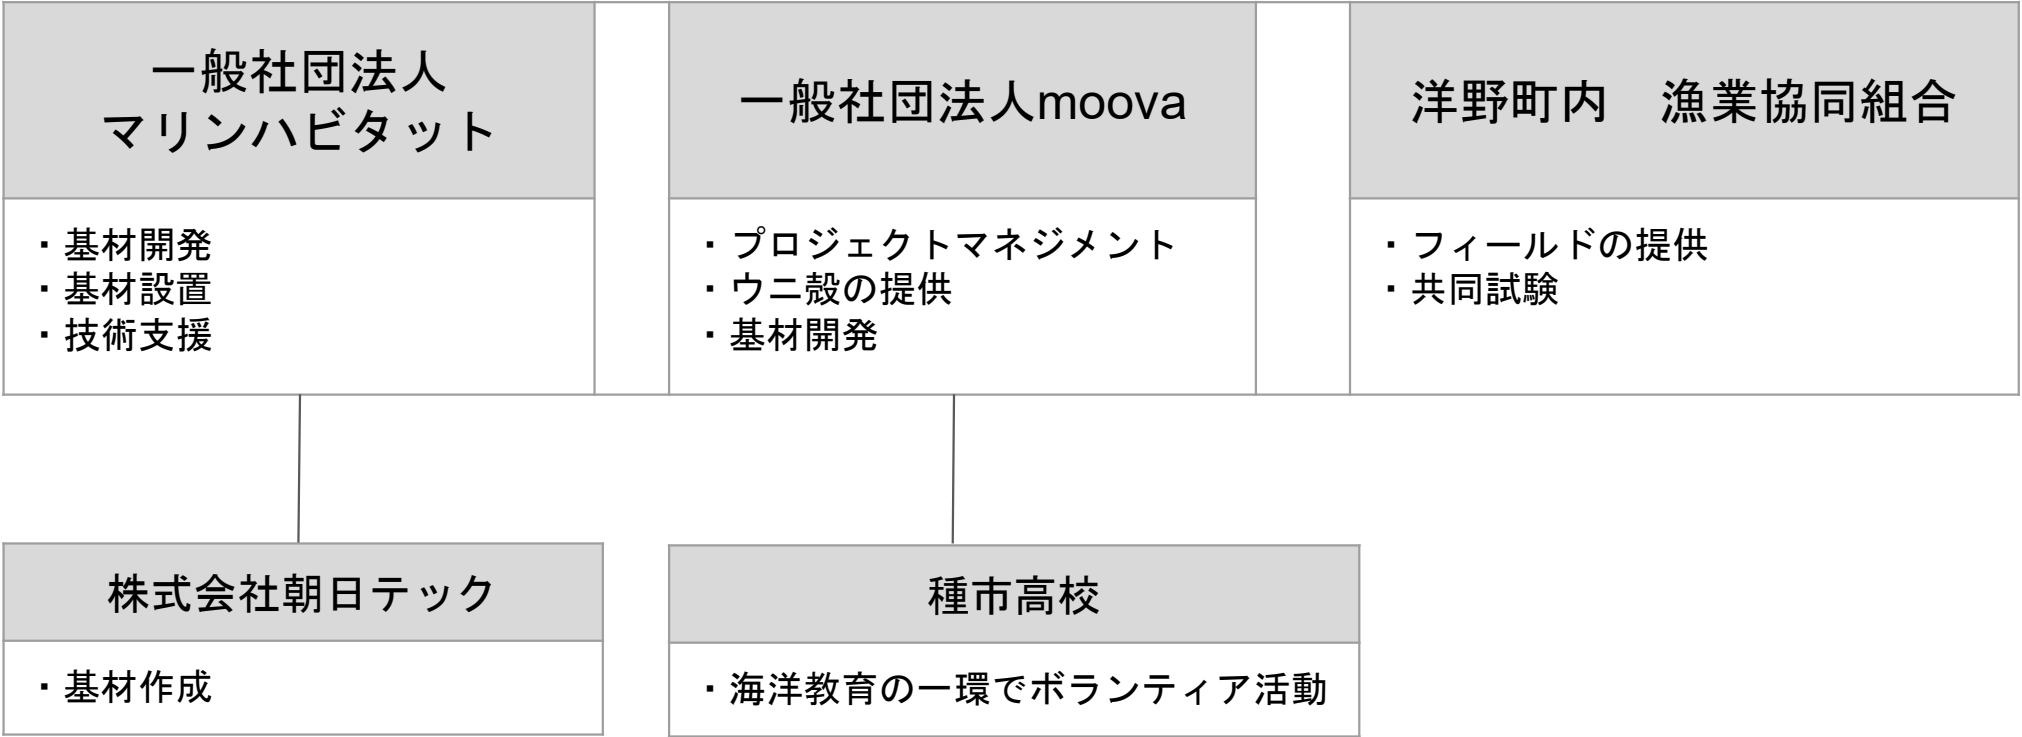 一般社団法人
マリンハビタット
・基材開発
・基材設置
・技術支援
一般社団法人moova
・プロジェクトマネジメント
・ウニ殻の提供
・基材開発
洋野町内　漁業協同組合
・フィールドの提供
・共同試験
株式会社朝日テック
・基材作成
種市高校
・海洋教育の一環でボランティア活動